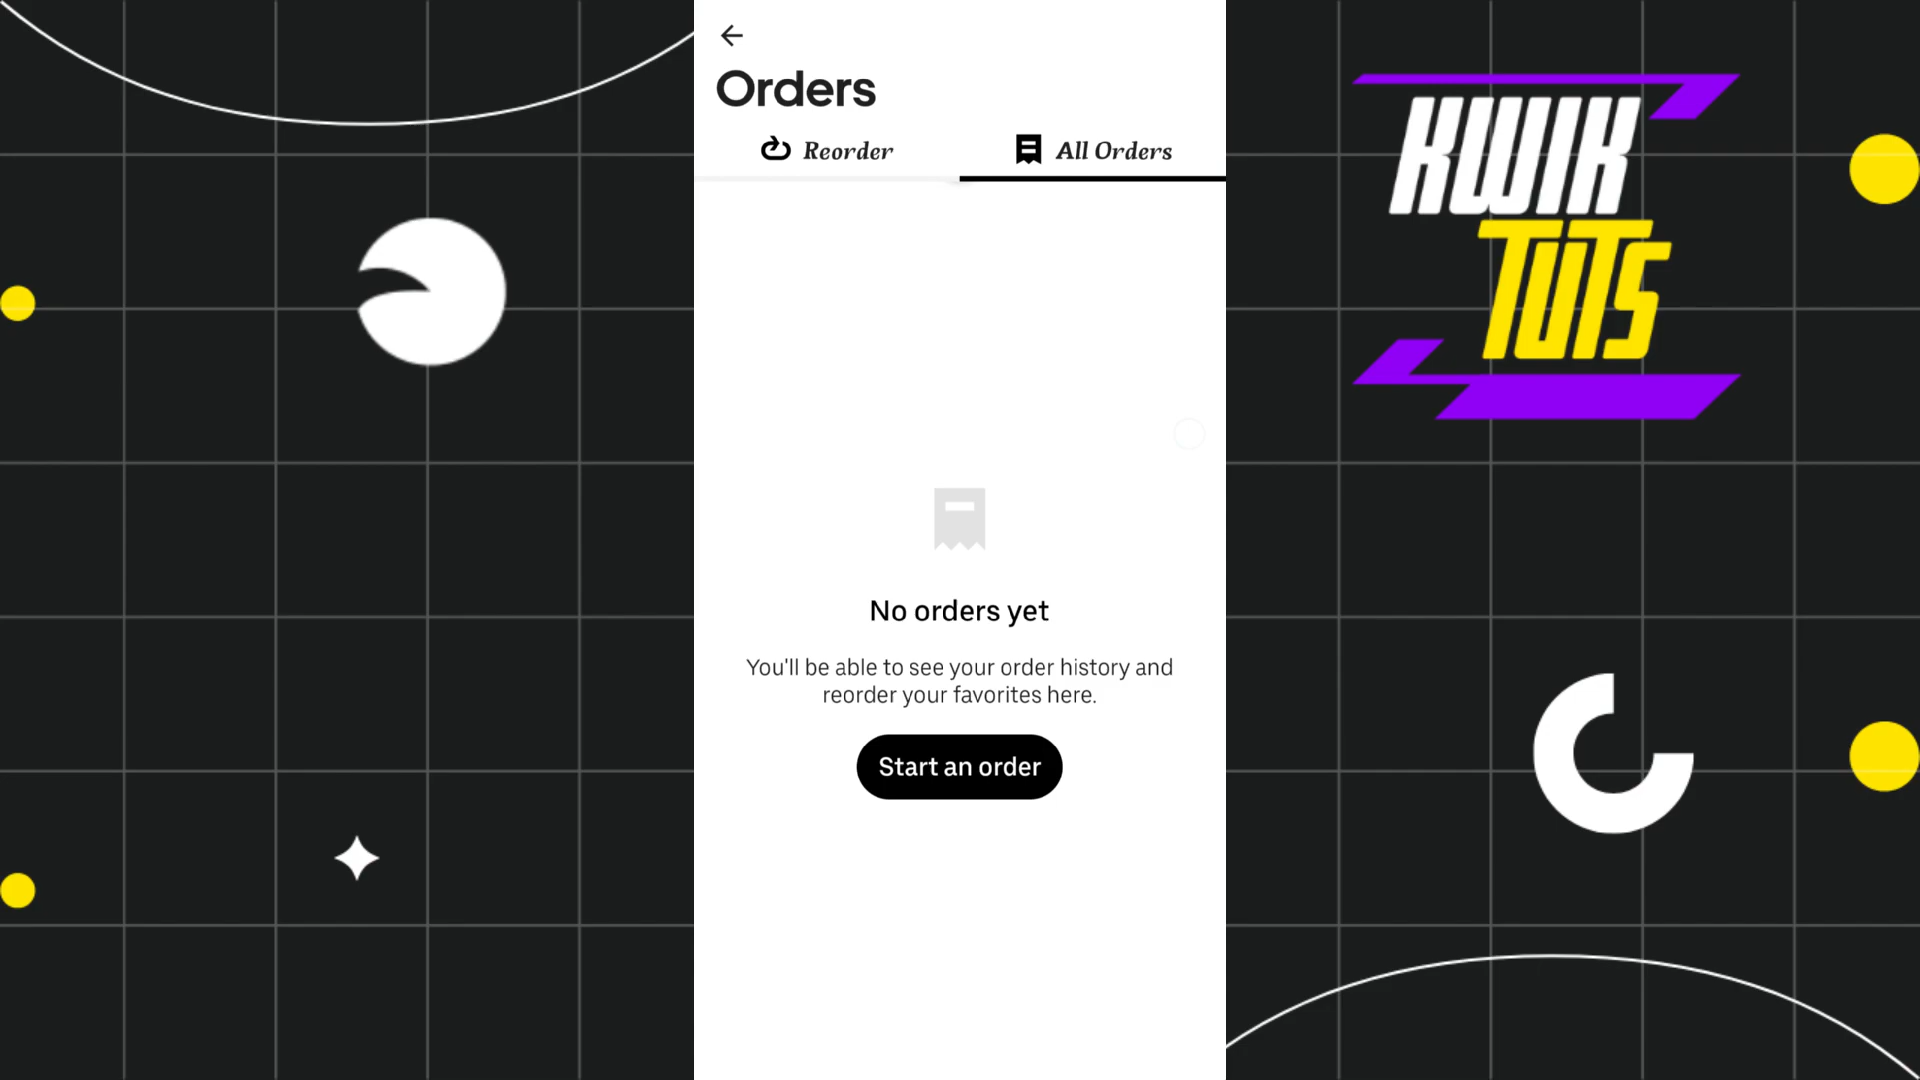 Orders
Reorder
All Orders
KWIK
TUTS
No orders yet
You'll be able to see your order history and
reorder your favorites here.
Start an order